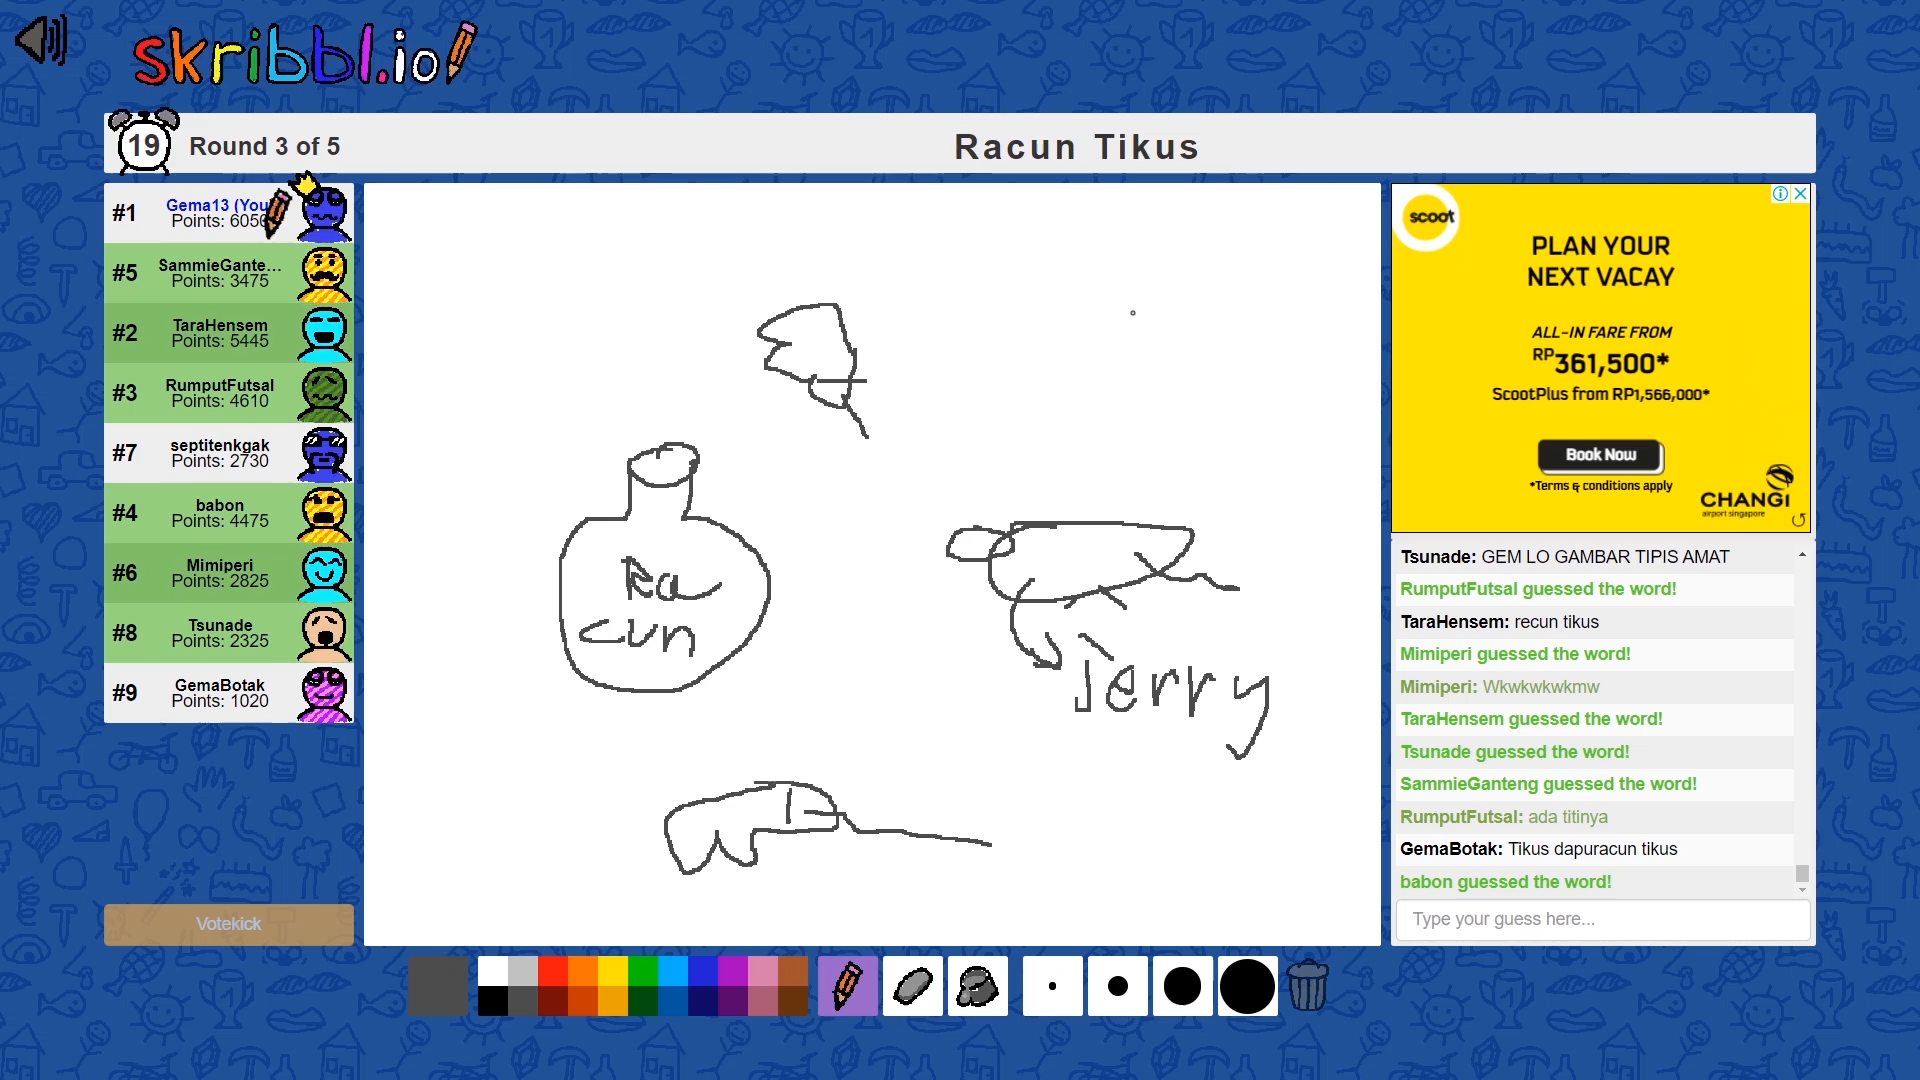 skribbl.io
19
Round 3 of 5
Racun Tikus
#1
Gema13 (You
Points: 6050
#5
SammieGante...
Points: 3475
#2
TaraHensem
Points: 5445
#3
RumputFutsal
Points: 4610
#7
septitenkgak
Points: 2730
#4
babon
Points: 4475
#6
Mimiperi
Points: 2825
#8
Tsunade
Points: 2325
#9
GemaBotak
Points: 1020
Votekick
Ra
cun
Jerry
scoot
PLAN YOUR
NEXT VACAY
ALL-IN FARE FROM
RP361,500*
ScootPlus from RP1,566,000*
Book Now
*Terms & conditions apply
CHANGI
airport singapore
Tsunade: GEM LO GAMBAR TIPIS AMAT
RumputFutsal guessed the word!
TaraHensem: recun tikus
Mimiperi guessed the word!
Mimiperi: Wkwkwkwkmw
TaraHensem guessed the word!
Tsunade guessed the word!
SammieGanteng guessed the word!
RumputFutsal: ada titinya
GemaBotak: Tikus dapuracun tikus
babon guessed the word!
Type your guess here...